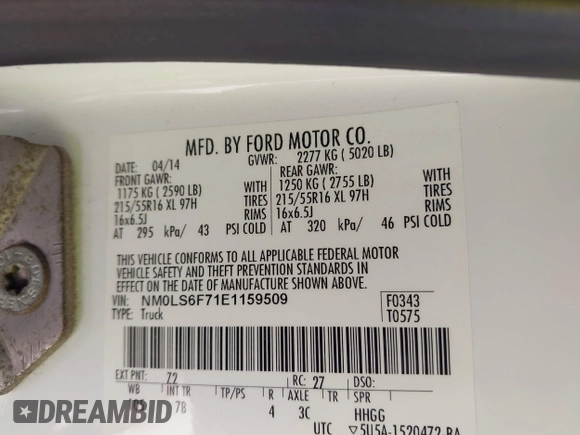 MFD. BY FORD MOTOR CO.
DATE: 04/14 GVWR: 2277 KG ( 5020 LB)
FRONT GAWR: REAR GAWR:
1175 KG ( 2590 LB) WITH 1250 KG ( 2755 LB) WITH
215/55R16 XL 97H TIRES 215/55R16 XL 97H TIRES
16x6.5J RIMS 16x6.5J RIMS
AT 295 kPa/ 43 PSI COLD AT 320 kPa/ 46 PSI COLD
THIS VEHICLE CONFORMS TO ALL APPLICABLE FEDERAL MOTOR
VEHICLE SAFETY AND THEFT PREVENTION STANDARDS IN
EFFECT ON THE DATE OF MANUFACTURE SHOWN ABOVE.
VIN: NM0LS6F71E1159509 F0343
TYPE: Truck T0575
EXT PNT: 72 RC: 27 DSO:
WB INT TR TP/PS R AXLE TR SPR
7B 4 3C HHGG
UTC ▽5U5A-1520472-BA
DREAMBID